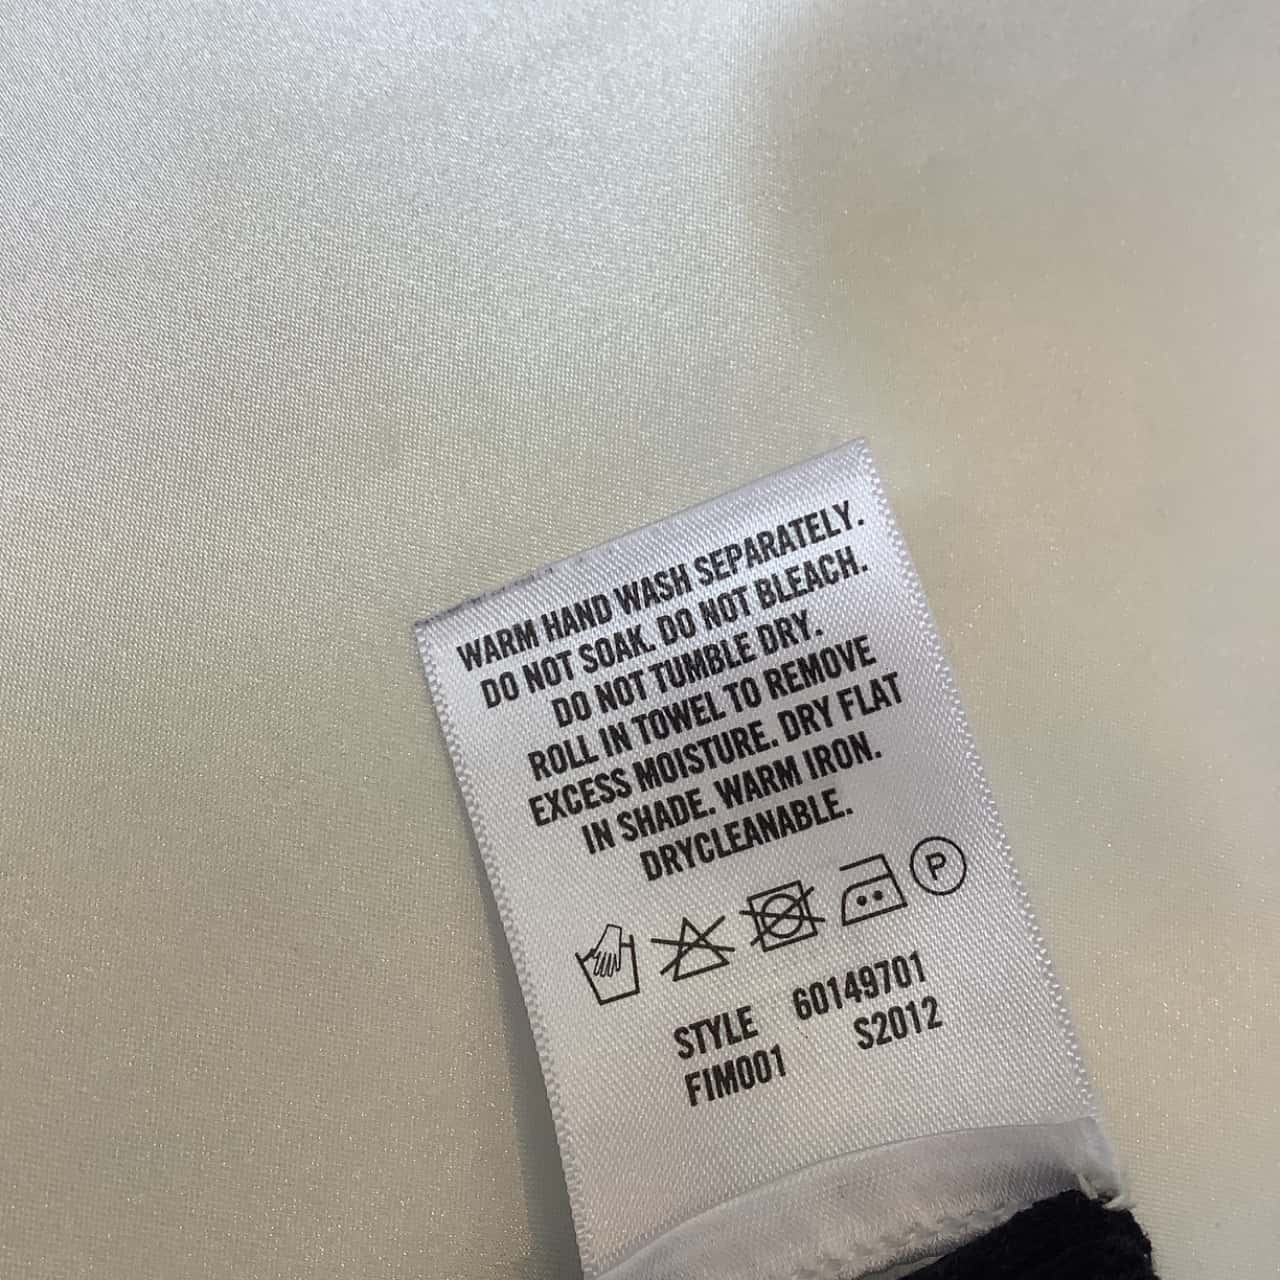 WARM HAND WASH SEPARATELY.
DO NOT SOAK. DO NOT BLEACH.
DO NOT TUMBLE DRY.
ROLL IN TOWEL TO REMOVE
EXCESS MOISTURE. DRY FLAT
IN SHADE. WARM IRON.
DRYCLEANABLE.
P
STYLE 60149701
FIM001 S2012